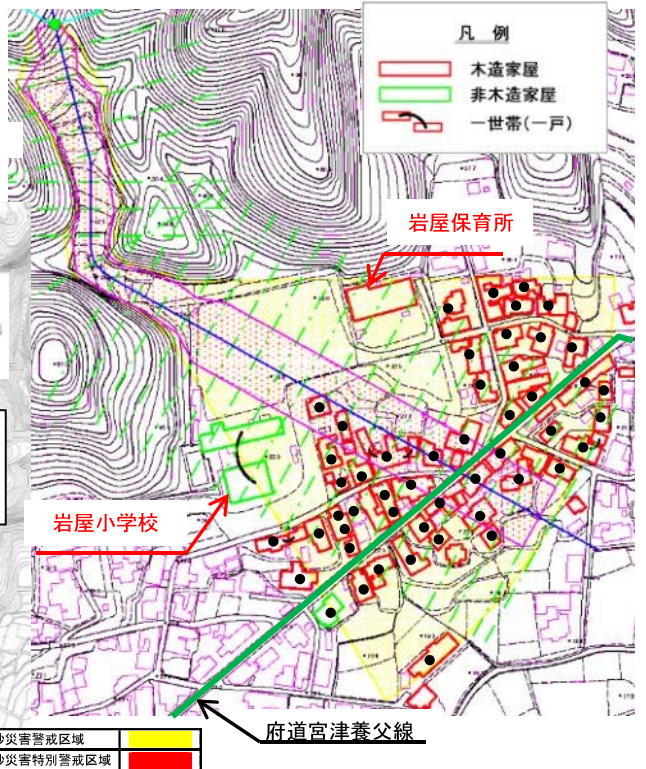 凡 例
木造家屋
非木造家屋
一世帯(一戸)
岩屋保育所
岩屋小学校
府道宮津養父線
砂災害警戒区域
砂災害特別警戒区域